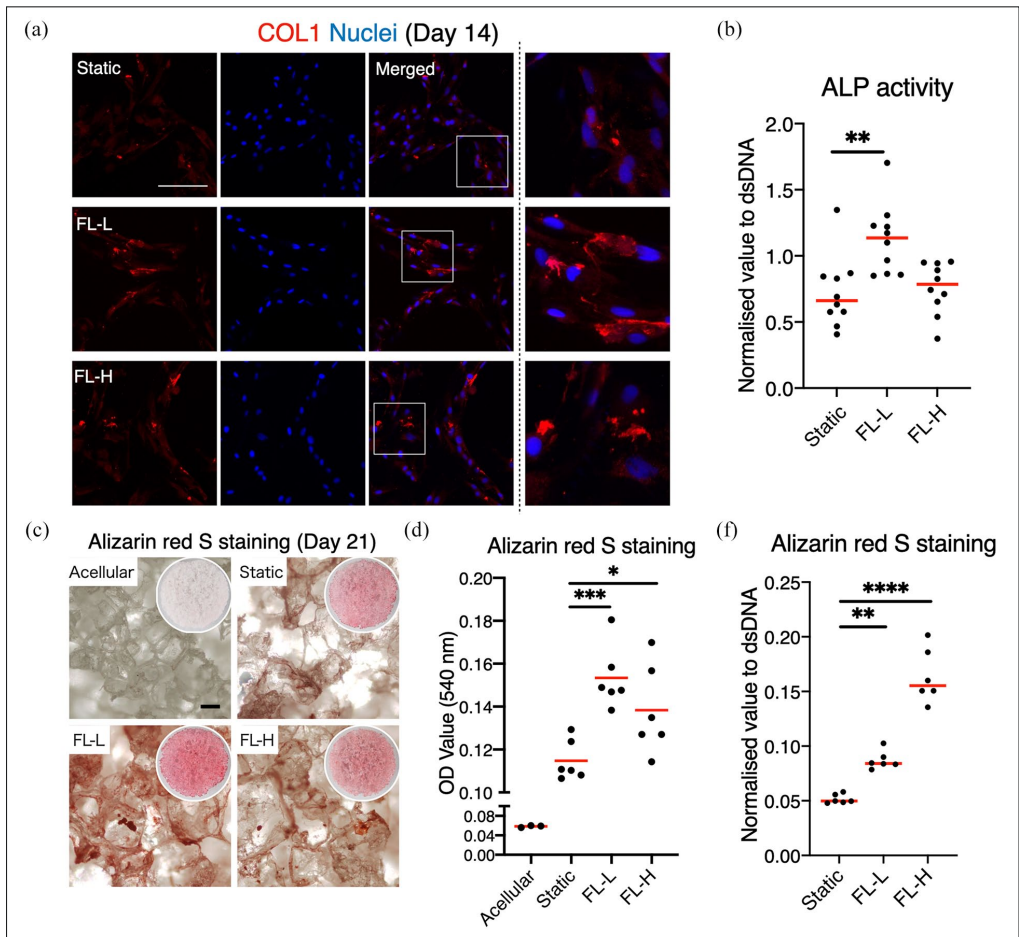 (a)
COL1 Nuclei (Day 14)
Static
Merged
FL-L
FL-H
(b)
ALP activity
Normalised value to dsDNA
2.0
1.5
1.0
0.5
0.0
**
Static
FL-L
FL-H
(c)
Alizarin red S staining (Day 21)
Acellular
Static
FL-L
FL-H
(d)
Alizarin red S staining
OD Value (540 nm)
0.20
0.18
0.16
0.14
0.12
0.10
0.08
0.04
0.00
*
***
Acellular
Static
FL-L
FL-H
(f)
Alizarin red S staining
Normalised value to dsDNA
0.25
0.20
0.15
0.10
0.05
0.00
****
**
Static
FL-L
FL-H